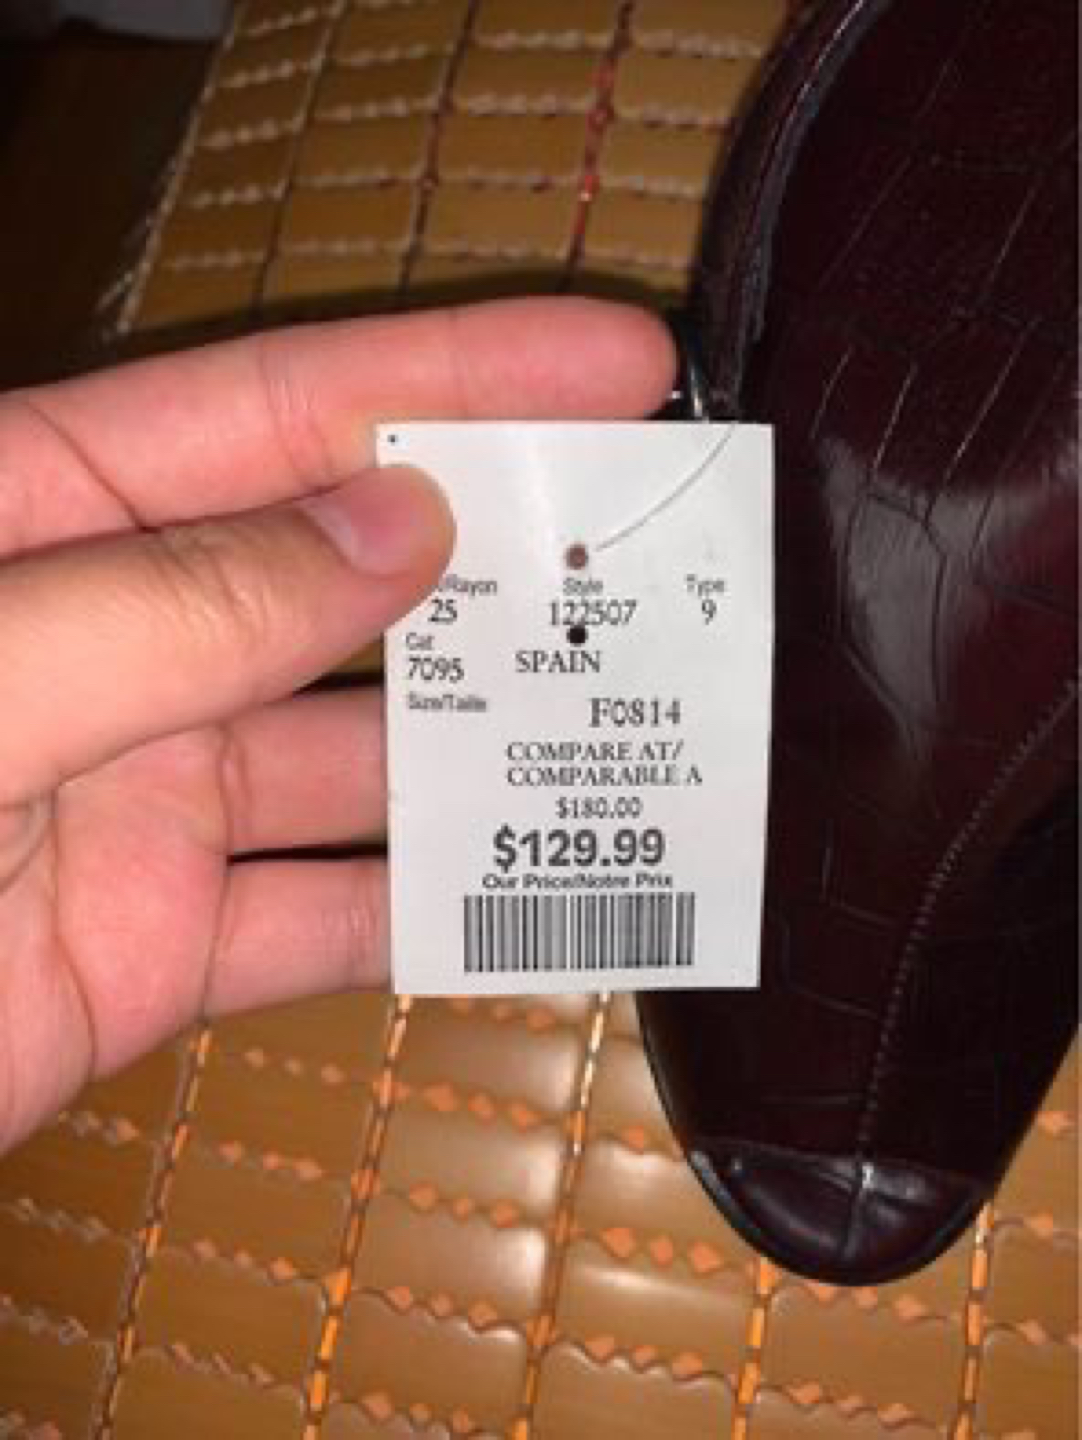 /Rayon Style Type
25 122507 9
Cat
7095 SPAIN
Size/Taille
F0814
COMPARE AT/
COMPARABLE A
$180.00
$129.99
Our Price/Notre Prix